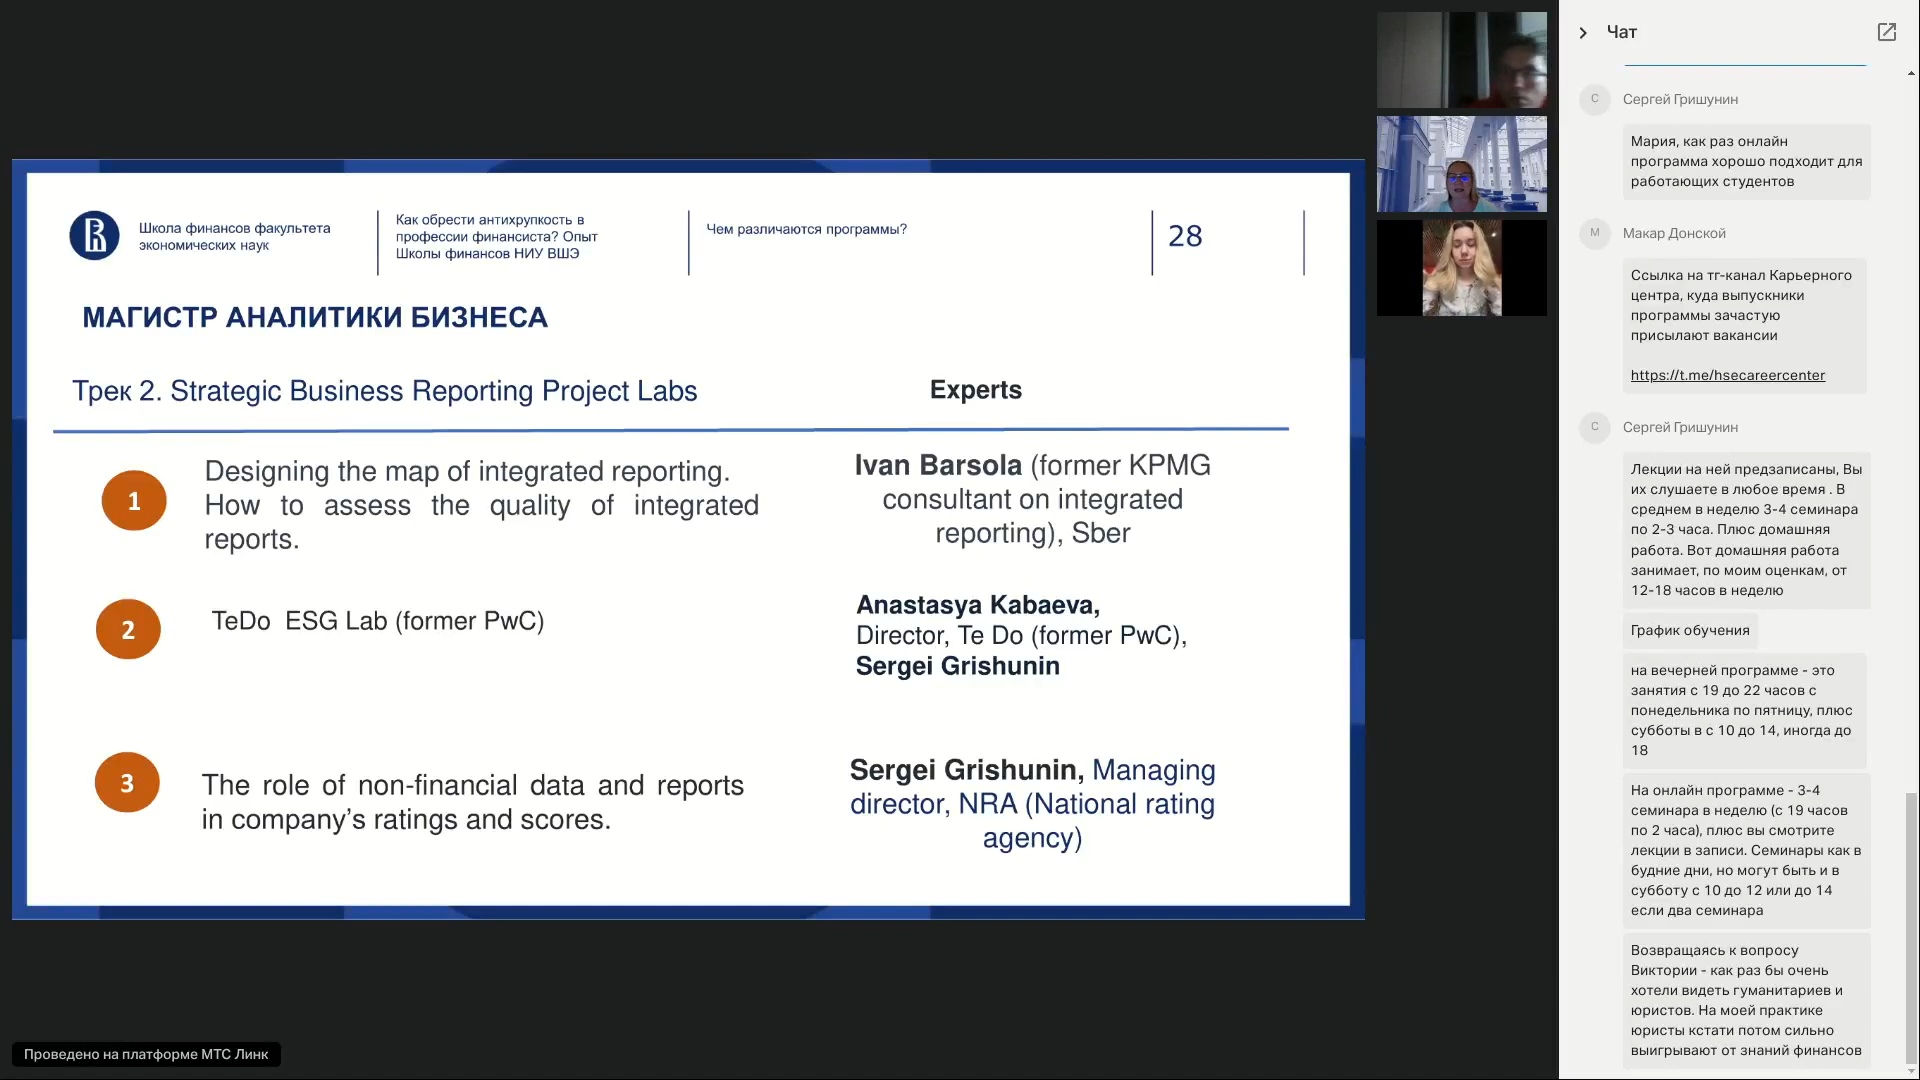 Школа финансов факультета
экономических наук
Как обрести антихрупкость в
профессии финансиста? Опыт
Школы финансов НИУ ВШЭ
Чем различаются программы?
28
МАГИСТР АНАЛИТИКИ БИЗНЕСА
Трек 2. Strategic Business Reporting Project Labs
Experts
1
Designing the map of integrated reporting.
How to assess the quality of integrated
reports.
Ivan Barsola (former KPMG
consultant on integrated
reporting), Sber
2
TeDo ESG Lab (former PwC)
Anastasya Kabaeva,
Director, Te Do (former PwC),
Sergei Grishunin
3
The role of non-financial data and reports
in company’s ratings and scores.
Sergei Grishunin, Managing
director, NRA (National rating
agency)
Проведено на платформе МТС Линк
Чат
С
Сергей Гришунин
Мария, как раз онлайн
программа хорошо подходит для
работающих студентов
М
Макар Донской
Ссылка на тг-канал Карьерного
центра, куда выпускники
программы зачастую
присылают вакансии
https://t.me/hsecareercenter
С
Сергей Гришунин
Лекции на ней предзаписаны, Вы
их слушаете в любое время . В
среднем в неделю 3-4 семинара
по 2-3 часа. Плюс домашняя
работа. Вот домашняя работа
занимает, по моим оценкам, от
12-18 часов в неделю
График обучения
на вечерней программе - это
занятия с 19 до 22 часов с
понедельника по пятницу, плюс
субботы в с 10 до 14, иногда до
18
На онлайн программе - 3-4
семинара в неделю (с 19 часов
по 2 часа), плюс вы смотрите
лекции в записи. Семинары как в
будние дни, но могут быть и в
субботу с 10 до 12 или до 14
если два семинара
Возвращаясь к вопросу
Виктории - как раз бы очень
хотели видеть гуманитариев и
юристов. На моей практике
юристы кстати потом сильно
выигрывают от знаний финансов